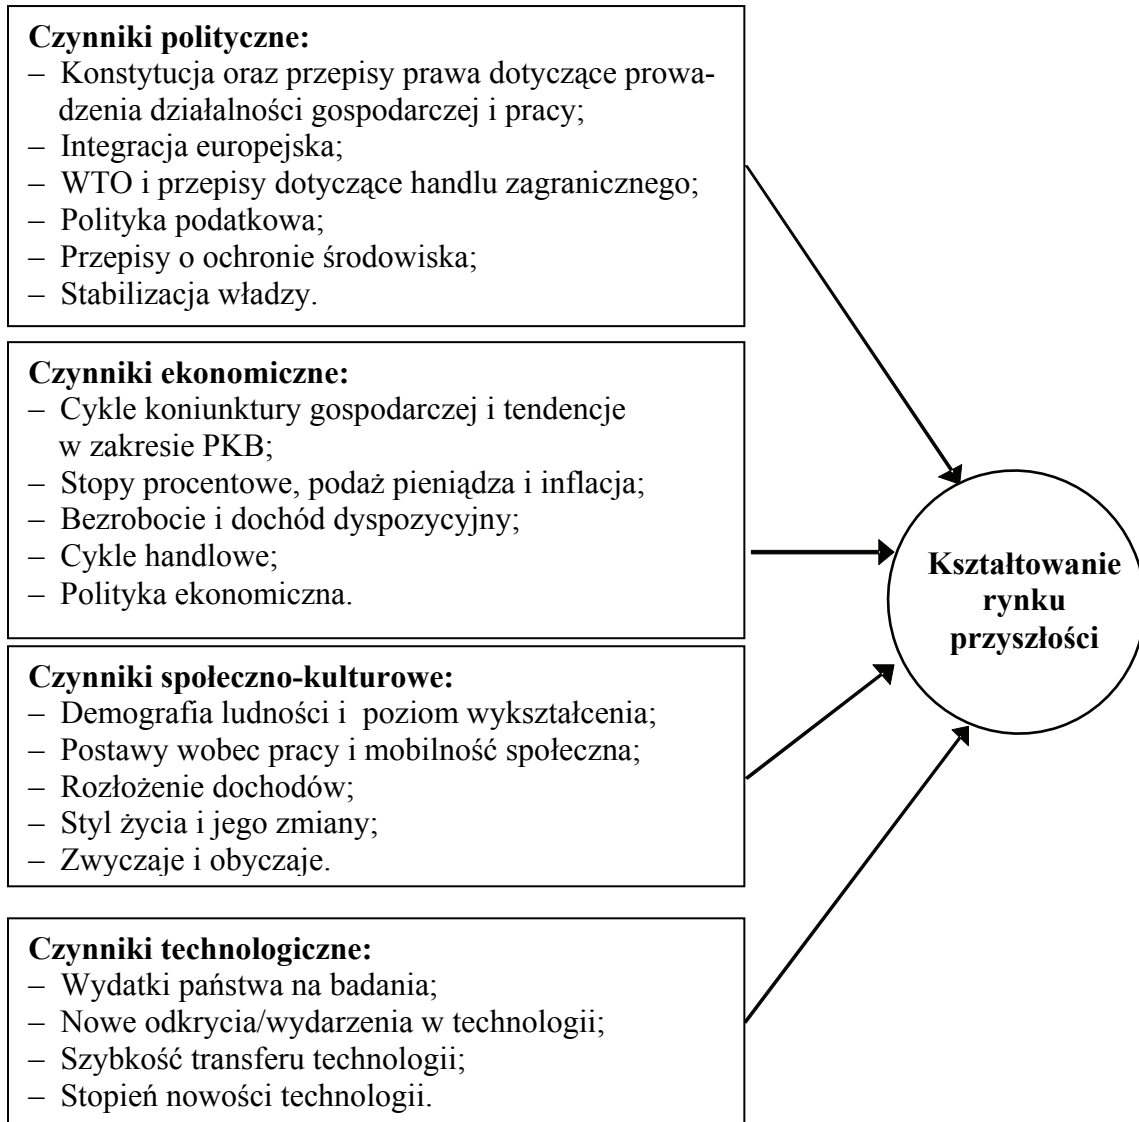 Czynniki polityczne:
– Konstytucja oraz przepisy prawa dotyczące prowa-
dzenia działalności gospodarczej i pracy;
– Integracja europejska;
– WTO i przepisy dotyczące handlu zagranicznego;
– Polityka podatkowa;
– Przepisy o ochronie środowiska;
– Stabilizacja władzy.
Czynniki ekonomiczne:
– Cykle koniunktury gospodarczej i tendencje
w zakresie PKB;
– Stopy procentowe, podaż pieniądza i inflacja;
– Bezrobocie i dochód dyspozycyjny;
– Cykle handlowe;
– Polityka ekonomiczna.
Czynniki społeczno-kulturowe:
– Demografia ludności i poziom wykształcenia;
– Postawy wobec pracy i mobilność społeczna;
– Rozłożenie dochodów;
– Styl życia i jego zmiany;
– Zwyczaje i obyczaje.
Czynniki technologiczne:
– Wydatki państwa na badania;
– Nowe odkrycia/wydarzenia w technologii;
– Szybkość transferu technologii;
– Stopień nowości technologii.
Kształtowanie
rynku
przyszłości